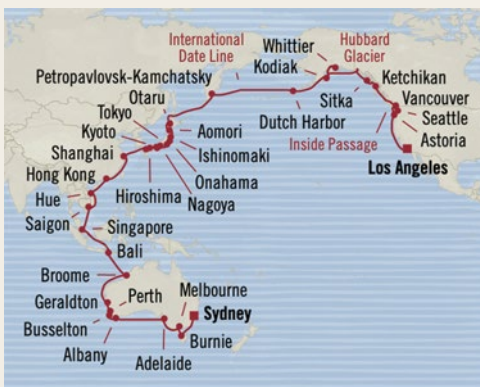 International
Date Line
Whittier
Kodiak
Hubbard
Glacier
Petropavlovsk-Kamchatsky
Ketchikan
Otaru
Sitka
Vancouver
Tokyo
Dutch Harbor
Seattle
Kyoto
Aomori
Astoria
Inside Passage
Shanghai
Ishinomaki
Los Angeles
Hong Kong
Onahama
Hiroshima
Nagoya
Hue
Saigon
Singapore
Bali
Broome
Melbourne
Geraldton
Perth
Sydney
Busselton
Burnie
Albany
Adelaide